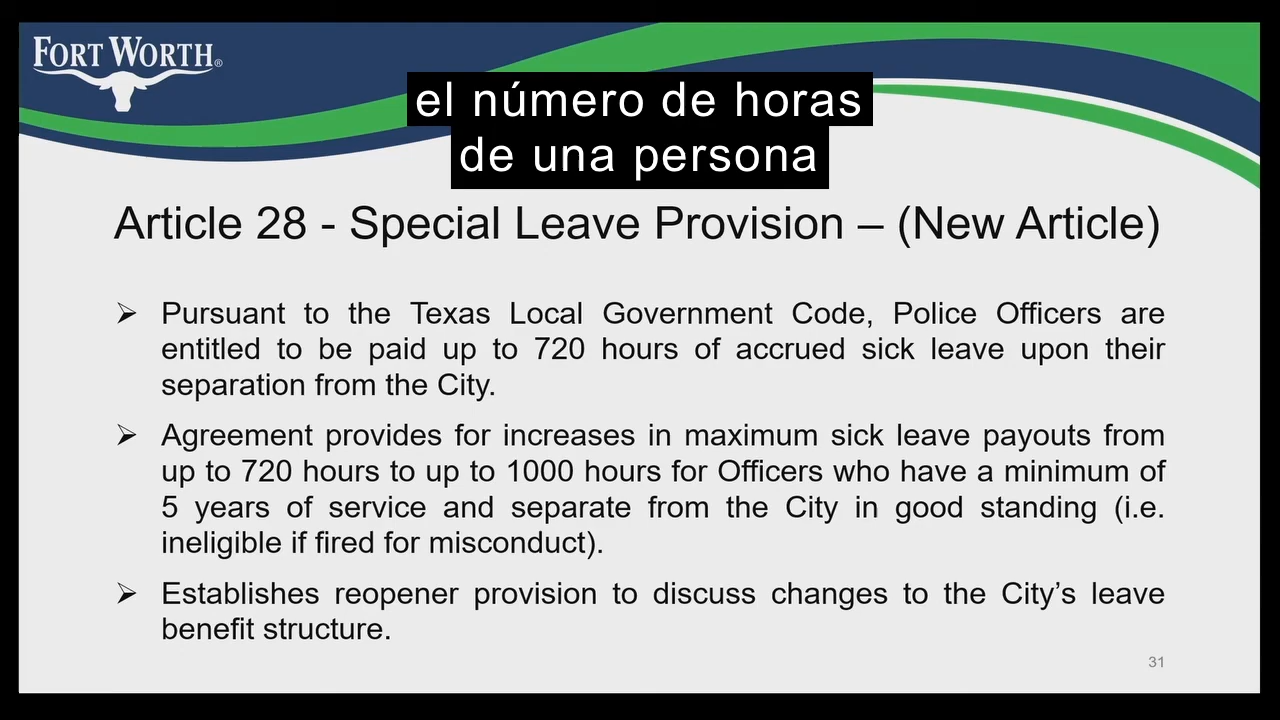 FORT WORTH®
el número de horas
de una persona
Article 28 - Special Leave Provision – (New Article)
➢ Pursuant to the Texas Local Government Code, Police Officers are
entitled to be paid up to 720 hours of accrued sick leave upon their
separation from the City.
➢ Agreement provides for increases in maximum sick leave payouts from
up to 720 hours to up to 1000 hours for Officers who have a minimum of
5 years of service and separate from the City in good standing (i.e.
ineligible if fired for misconduct).
➢ Establishes reopener provision to discuss changes to the City’s leave
benefit structure.
31